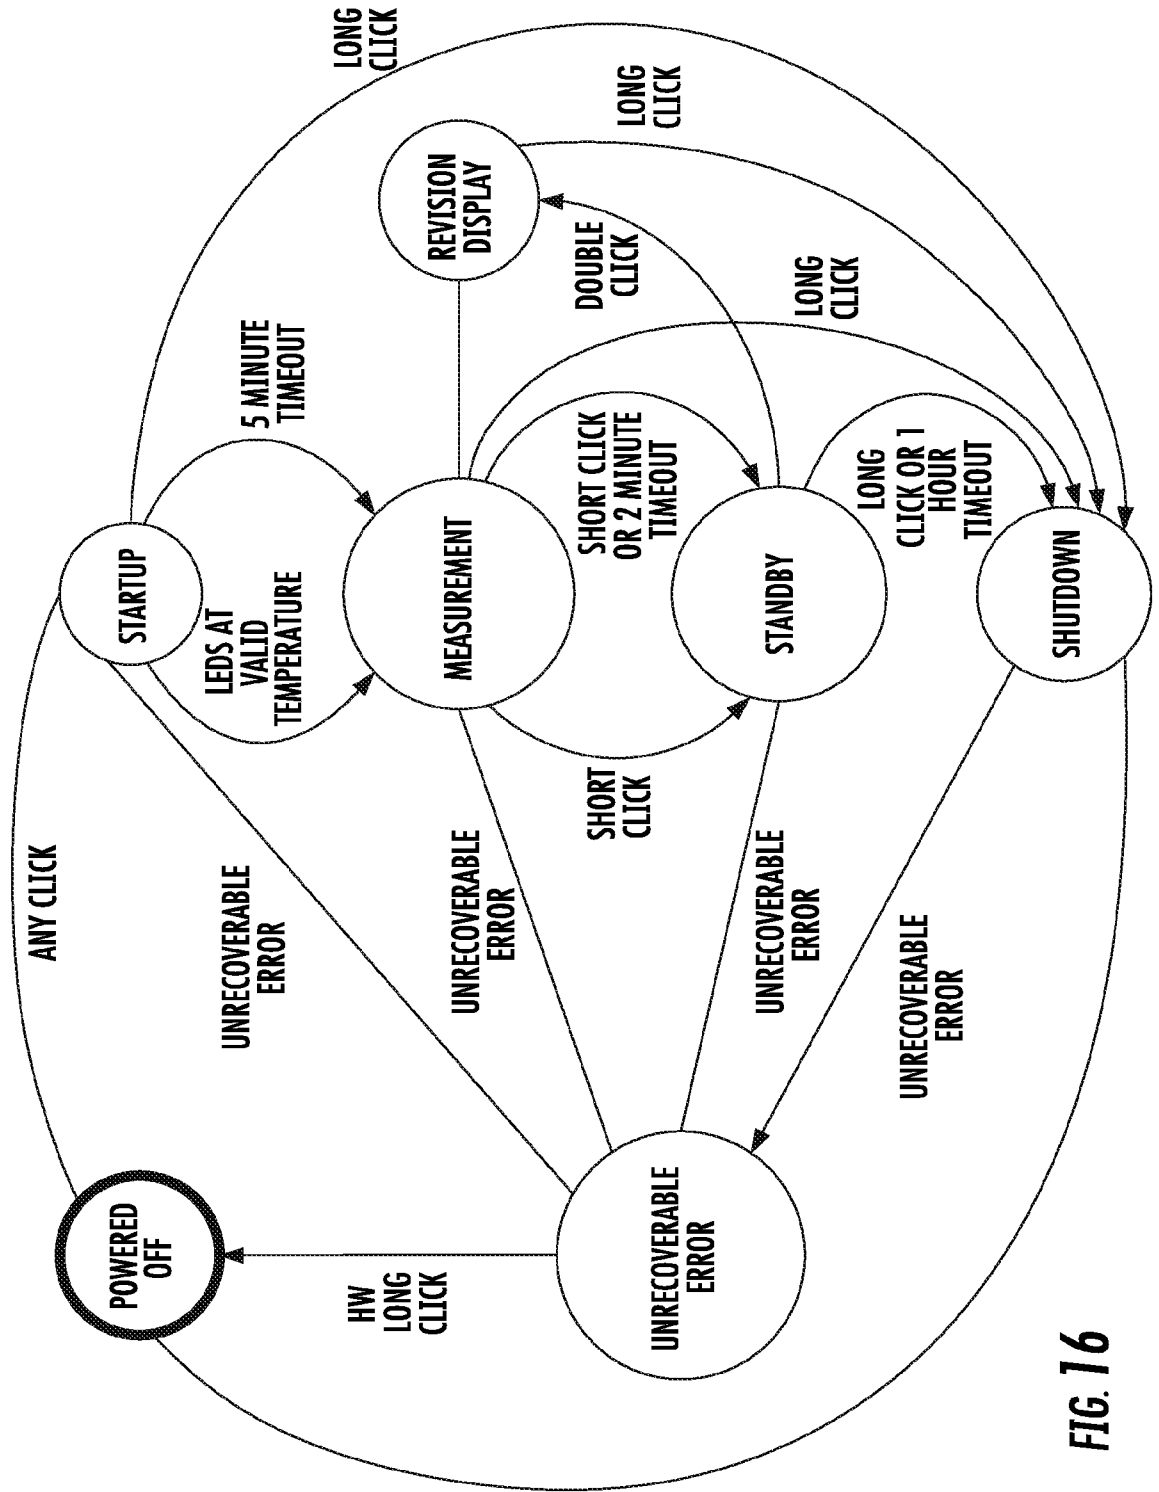 POWERED
OFF
ANY CLICK
STARTUP
LONG
CLICK
UNRECOVERABLE
ERROR
LEDS AT
VALID
TEMPERATURE
5 MINUTE
TIMEOUT
HW
LONG
CLICK
UNRECOVERABLE
ERROR
MEASUREMENT
REVISION
DISPLAY
SHORT
CLICK
SHORT CLICK
OR 2 MINUTE
TIMEOUT
DOUBLE
CLICK
LONG
CLICK
UNRECOVERABLE
ERROR
UNRECOVERABLE
ERROR
STANDBY
LONG
CLICK
UNRECOVERABLE
ERROR
LONG
CLICK OR 1
HOUR
TIMEOUT
SHUTDOWN
FIG. 16